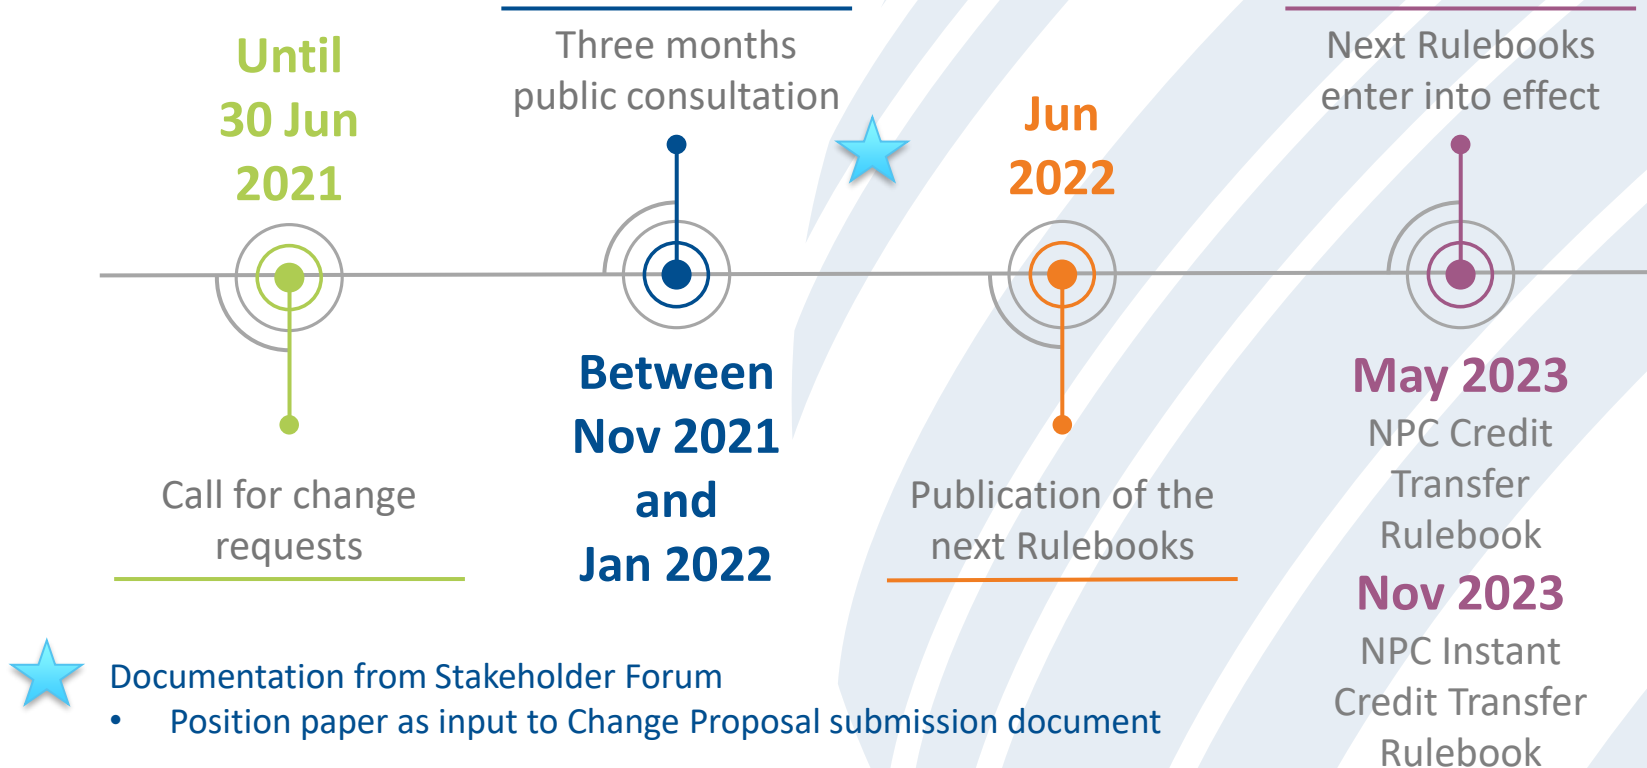 Until
30 Jun
2021
Call for change
requests
Three months
public consultation
Between
Nov 2021
and
Jan 2022
Jun
2022
Publication of the
next Rulebooks
Next Rulebooks
enter into effect
May 2023
NPC Credit
Transfer
Rulebook
Nov 2023
NPC Instant
Credit Transfer
Rulebook
Documentation from Stakeholder Forum
• Position paper as input to Change Proposal submission document